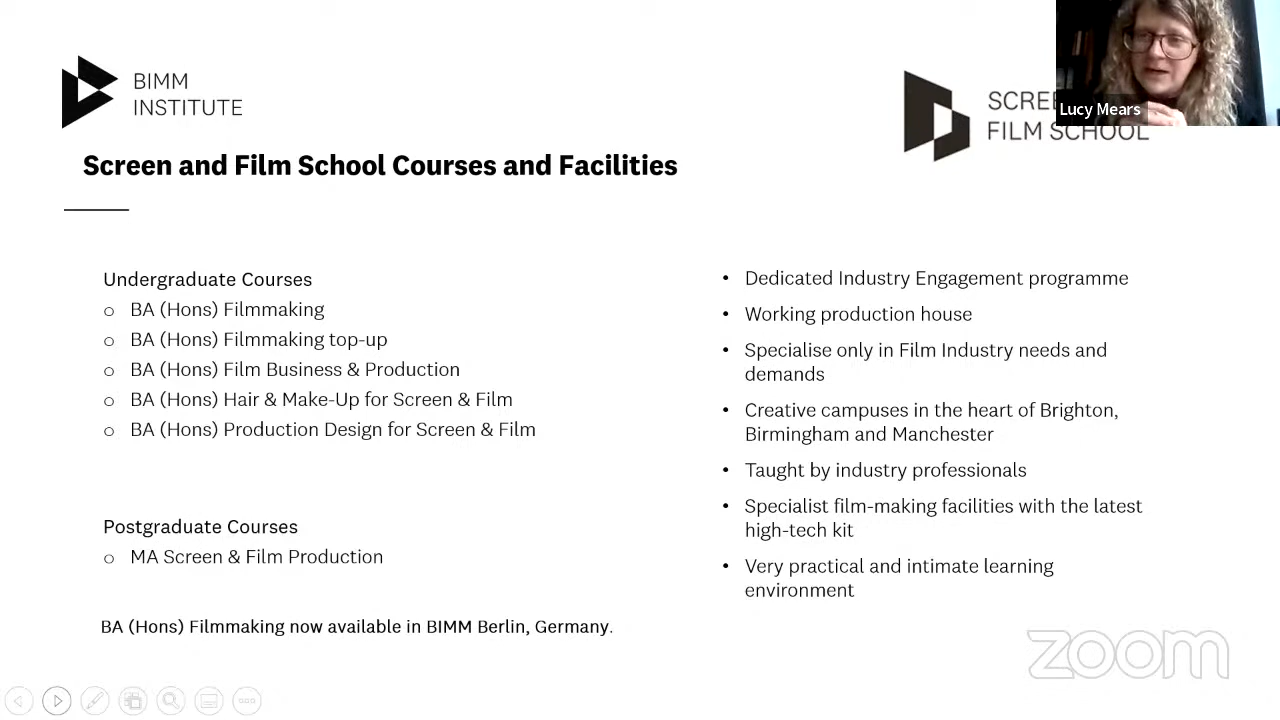 BIMM
INSTITUTE
FILM SCHOOL
Lucy Mears
Screen and Film School Courses and Facilities
Undergraduate Courses
o BA (Hons) Filmmaking
o BA (Hons) Filmmaking top-up
o BA (Hons) Film Business & Production
o BA (Hons) Hair & Make-Up for Screen & Film
o BA (Hons) Production Design for Screen & Film
Postgraduate Courses
o MA Screen & Film Production
BA (Hons) Filmmaking now available in BIMM Berlin, Germany.
• Dedicated Industry Engagement programme
• Working production house
• Specialise only in Film Industry needs and
demands
• Creative campuses in the heart of Brighton,
Birmingham and Manchester
• Taught by industry professionals
• Specialist film-making facilities with the latest
high-tech kit
• Very practical and intimate learning
environment
zoom